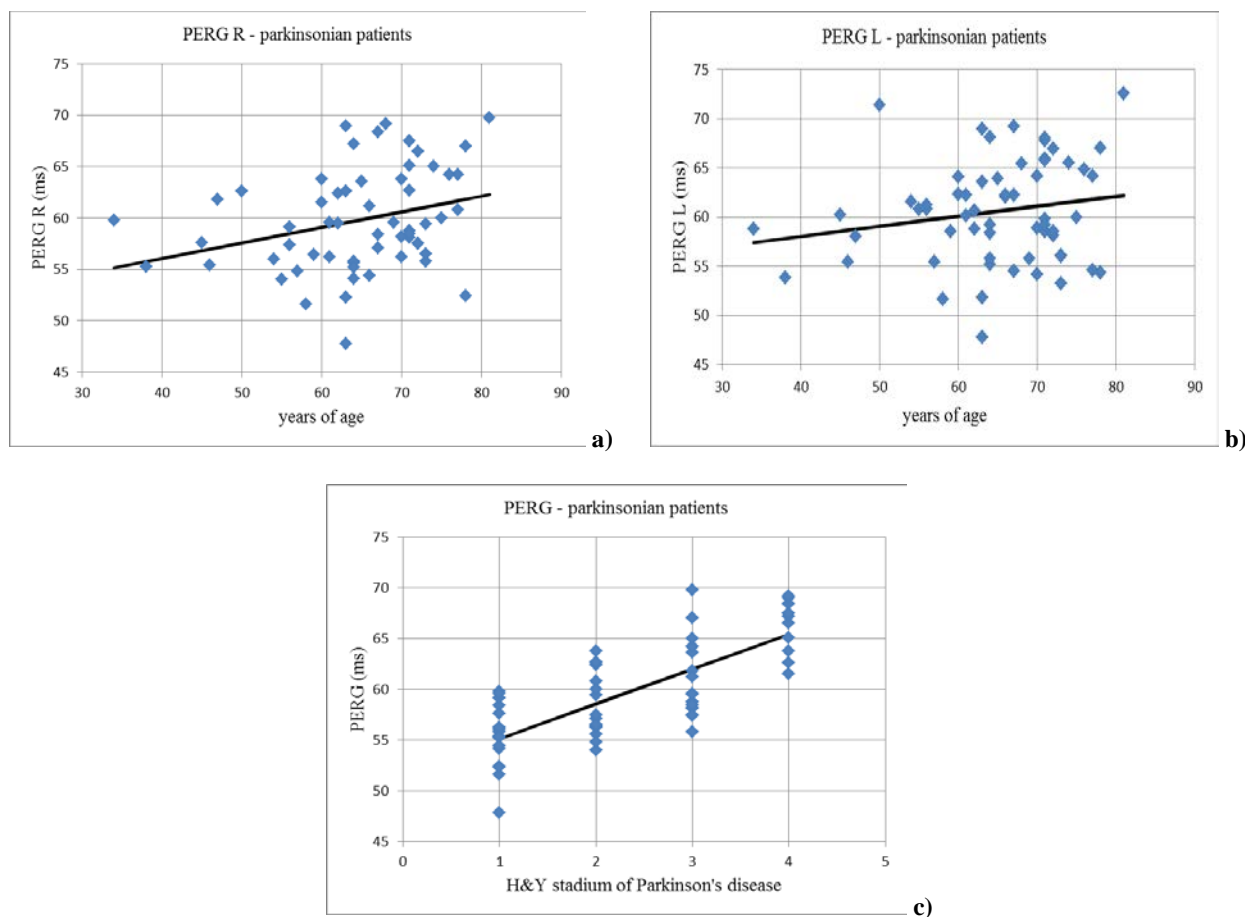 PERG R - parkinsonian patients
75
70
65
60
55
50
45
30 40 50 60 70 80 90
PERG R (ms)
years of age
a)
PERG L - parkinsonian patients
75
70
65
60
55
50
45
30 40 50 60 70 80 90
PERG L (ms)
years of age
b)
PERG - parkinsonian patients
75
70
65
60
55
50
45
0 1 2 3 4 5
PERG (ms)
H&Y stadium of Parkinson's disease
c)